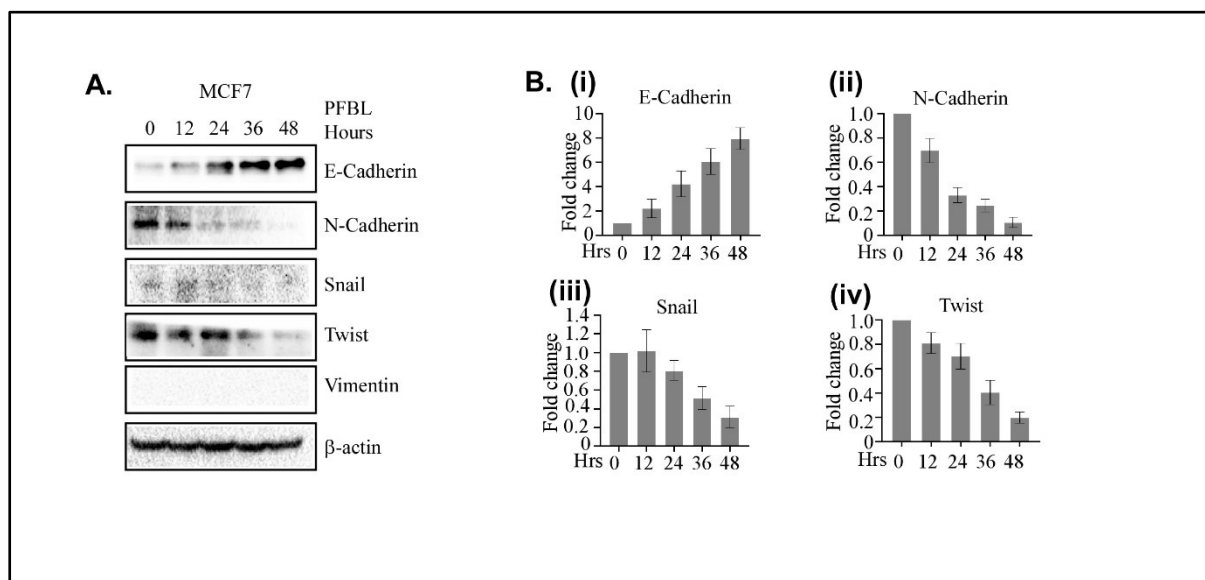 A.
MCF7
PFBL
0 12 24 36 48 Hours
E-Cadherin
N-Cadherin
Snail
Twist
Vimentin
β-actin
B. (i)
E-Cadherin
Fold change
10
8
6
4
2
0
Hrs 0 12 24 36 48
(ii)
N-Cadherin
Fold change
1.0
0.8
0.6
0.4
0.2
0
Hrs 0 12 24 36 48
(iii)
Snail
Fold change
1.4
1.2
1.0
0.8
0.6
0.4
0.2
0
Hrs 0 12 24 36 48
(iv)
Twist
Fold change
1.0
0.8
0.6
0.4
0.2
0
Hrs 0 12 24 36 48